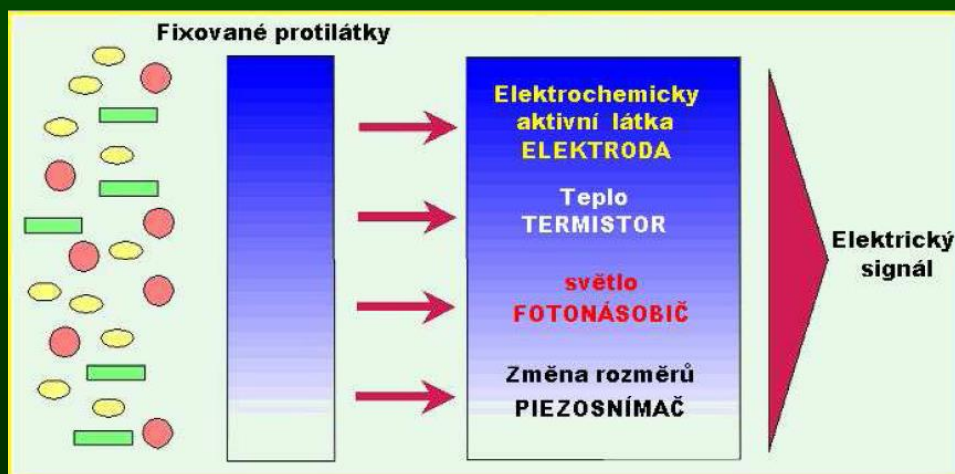 Fixované protilátky
Elektrochemicky
aktivní látka
ELEKTRODA
Teplo
TERMISTOR
světlo
FOTONÁSOBIČ
Změna rozměrů
PIEZOSNÍMAČ
Elektrický
signál